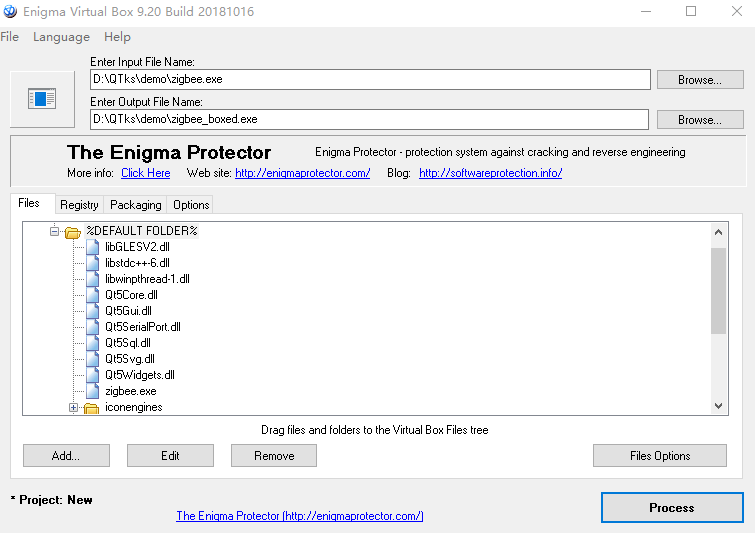 Enigma Virtual Box 9.20 Build 20181016
File Language Help
Enter Input File Name:
D:\QTks\demo\zigbee.exe
Browse...
Enter Output File Name:
D:\QTks\demo\zigbee_boxed.exe
Browse...
The Enigma Protector
Enigma Protector - protection system against cracking and reverse engineering
More info: Click Here Web site: http://enigmaprotector.com/ Blog: http://softwareprotection.info/
Files Registry Packaging Options
%DEFAULT FOLDER%
libGLESV2.dll
libstdc++-6.dll
libwinpthread-1.dll
Qt5Core.dll
Qt5Gui.dll
Qt5SerialPort.dll
Qt5Sql.dll
Qt5Svg.dll
Qt5Widgets.dll
zigbee.exe
iconengines
Drag files and folders to the Virtual Box Files tree
Add... Edit Remove Files Options
* Project: New
The Enigma Protector (http://enigmaprotector.com/)
Process